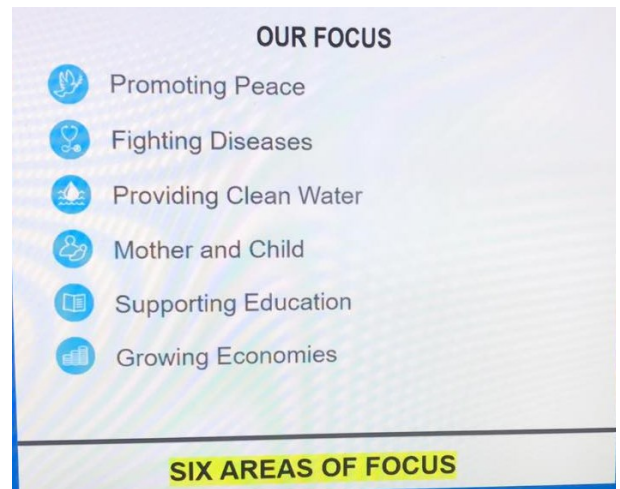 OUR FOCUS
Promoting Peace
Fighting Diseases
Providing Clean Water
Mother and Child
Supporting Education
Growing Economies
SIX AREAS OF FOCUS